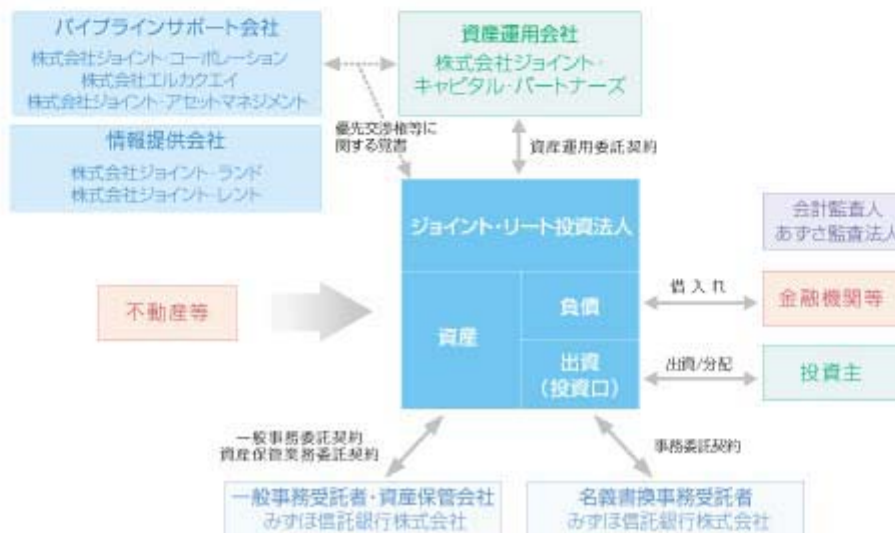 パイプラインサポート会社
株式会社ジョイント・コーポレーション
株式会社エルカクエイ
株式会社ジョイント・アセットマネジメント
資産運用会社
株式会社ジョイント・
キャピタル・パートナーズ
情報提供会社
株式会社ジョイント・ランド
株式会社ジョイント・レント
優先交渉権等に
関する覚書
資産運用委託契約
ジョイント・リート投資法人
会計監査人
あずさ監査法人
不動産等
資産
負債
出資
(投資口)
借入れ
金融機関等
出資/分配
投資主
一般事務委託契約
資産保管業務委託契約
事務委託契約
一般事務受託者・資産保管会社
みずほ信託銀行株式会社
名義書換事務受託者
みずほ信託銀行株式会社